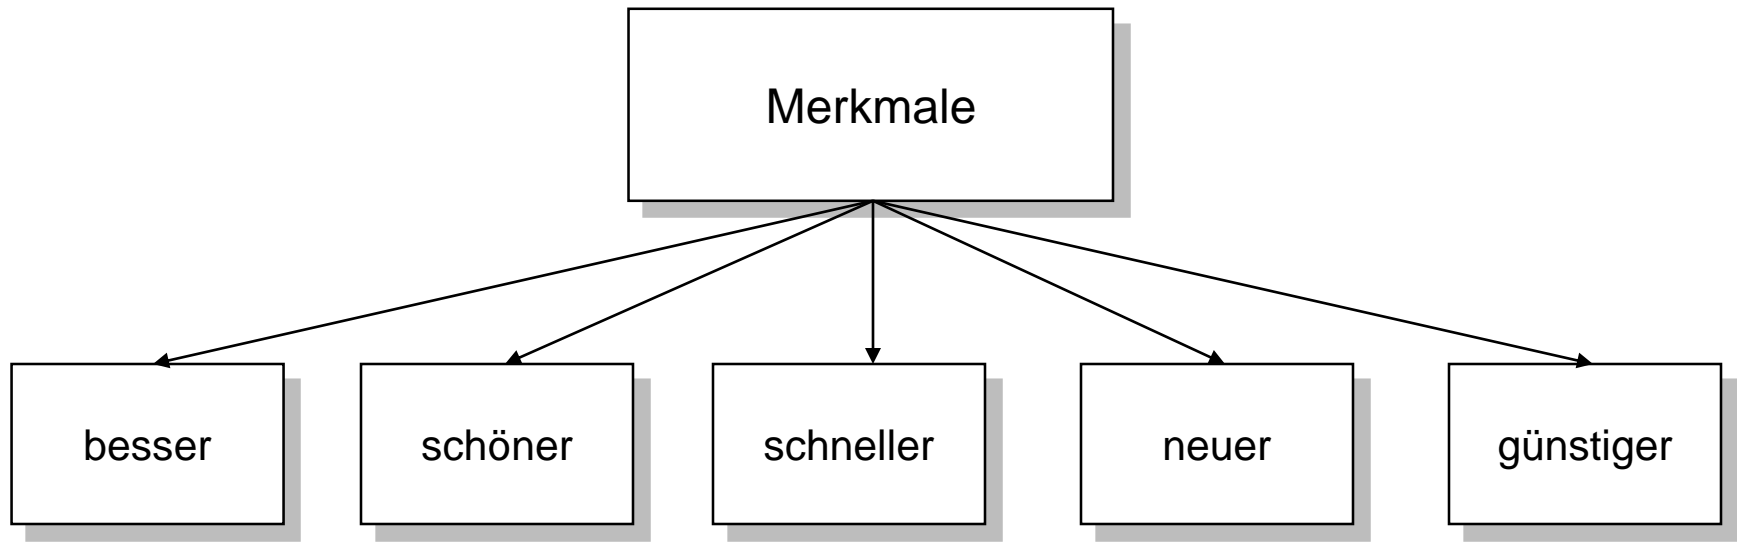 Merkmale
besser
schöner
schneller
neuer
günstiger